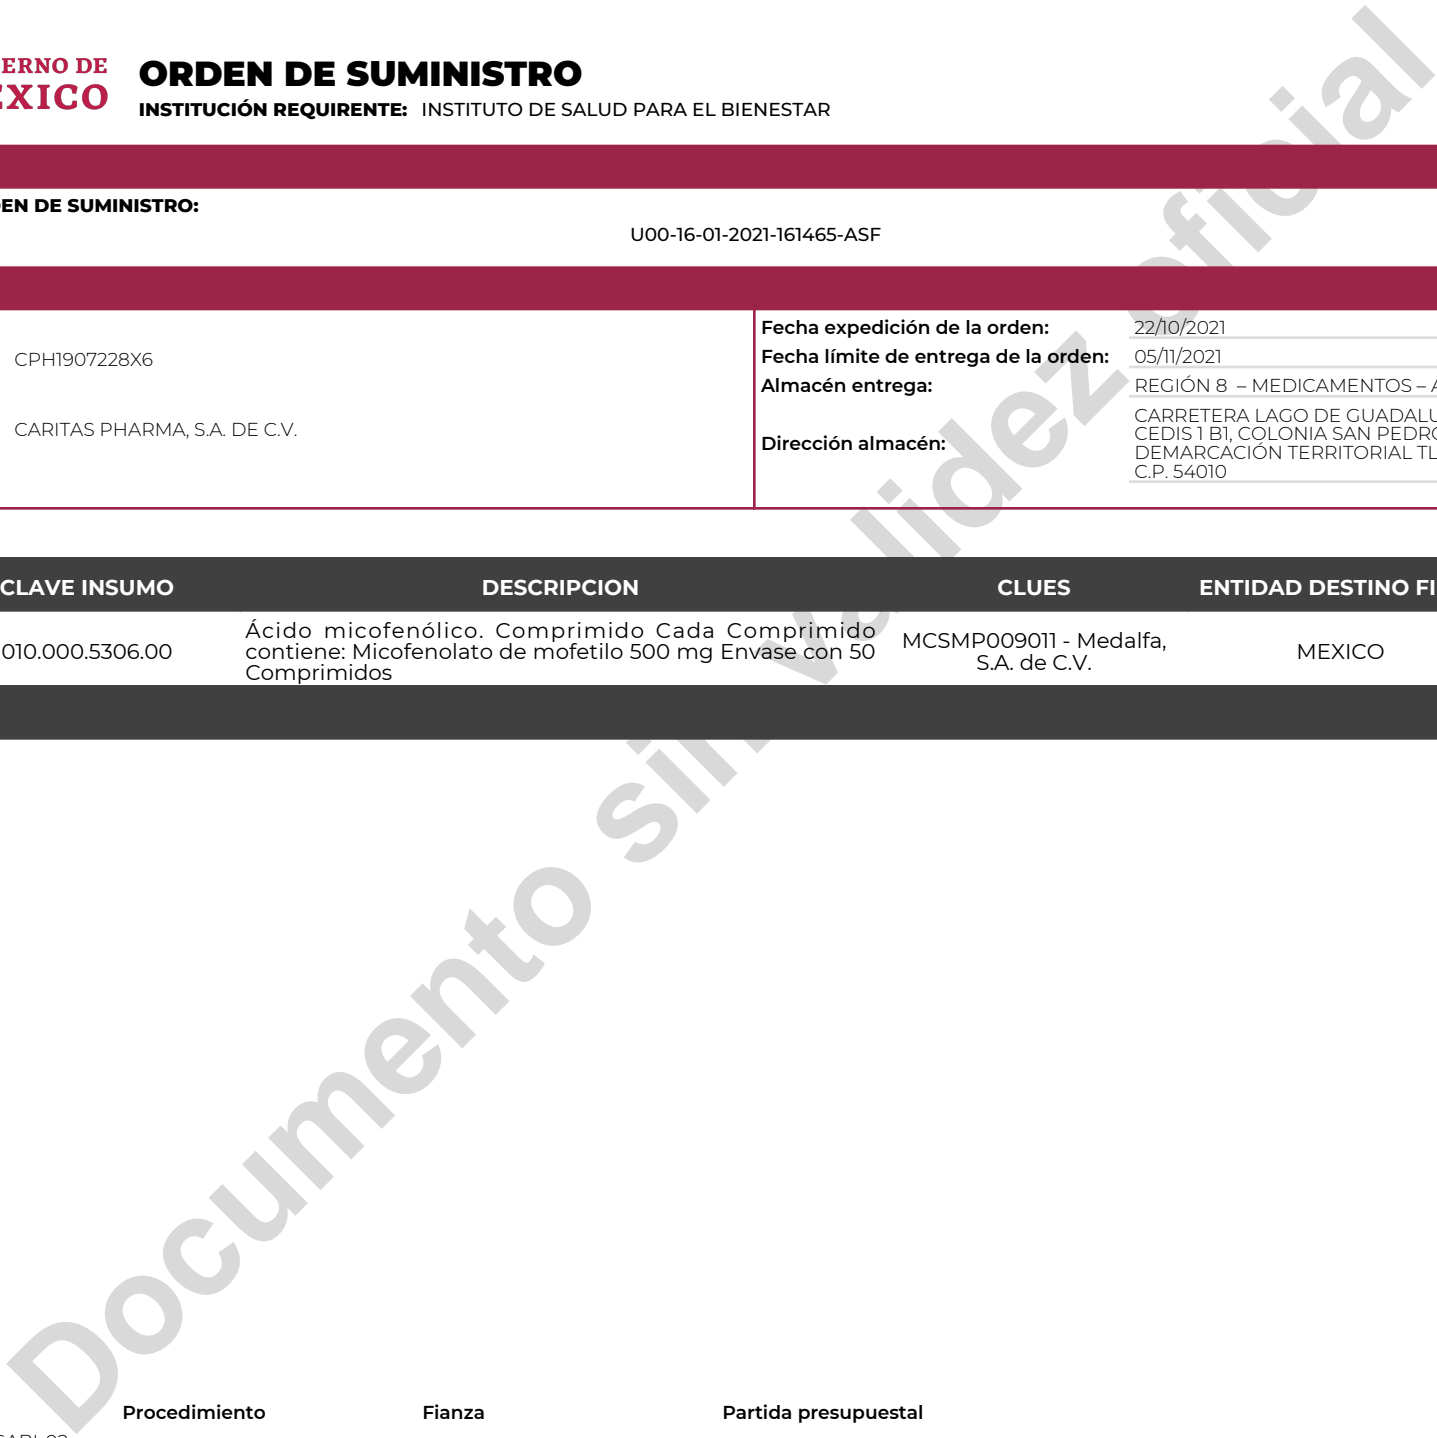 ERNO DE
EXICO
ORDEN DE SUMINISTRO
INSTITUCIÓN REQUIRENTE: INSTITUTO DE SALUD PARA EL BIENESTAR
EN DE SUMINISTRO:
U00-16-01-2021-161465-ASF
CPH1907228X6
CARITAS PHARMA, S.A. DE C.V.
Fecha expedición de la orden: 22/10/2021
Fecha límite de entrega de la orden: 05/11/2021
Almacén entrega: REGIÓN 8 – MEDICAMENTOS – A
Dirección almacén:
CARRETERA LAGO DE GUADALU
CEDIS 1 B1, COLONIA SAN PEDRO
DEMARCACIÓN TERRITORIAL TL
C.P. 54010
CLAVE INSUMO DESCRIPCION CLUES ENTIDAD DESTINO FI
010.000.5306.00
Ácido micofenólico. Comprimido Cada Comprimido
contiene: Micofenolato de mofetilo 500 mg Envase con 50
Comprimidos
MCSMP009011 - Medalfa,
S.A. de C.V.
MEXICO
Documento sin validez oficial
Procedimiento Fianza Partida presupuestal